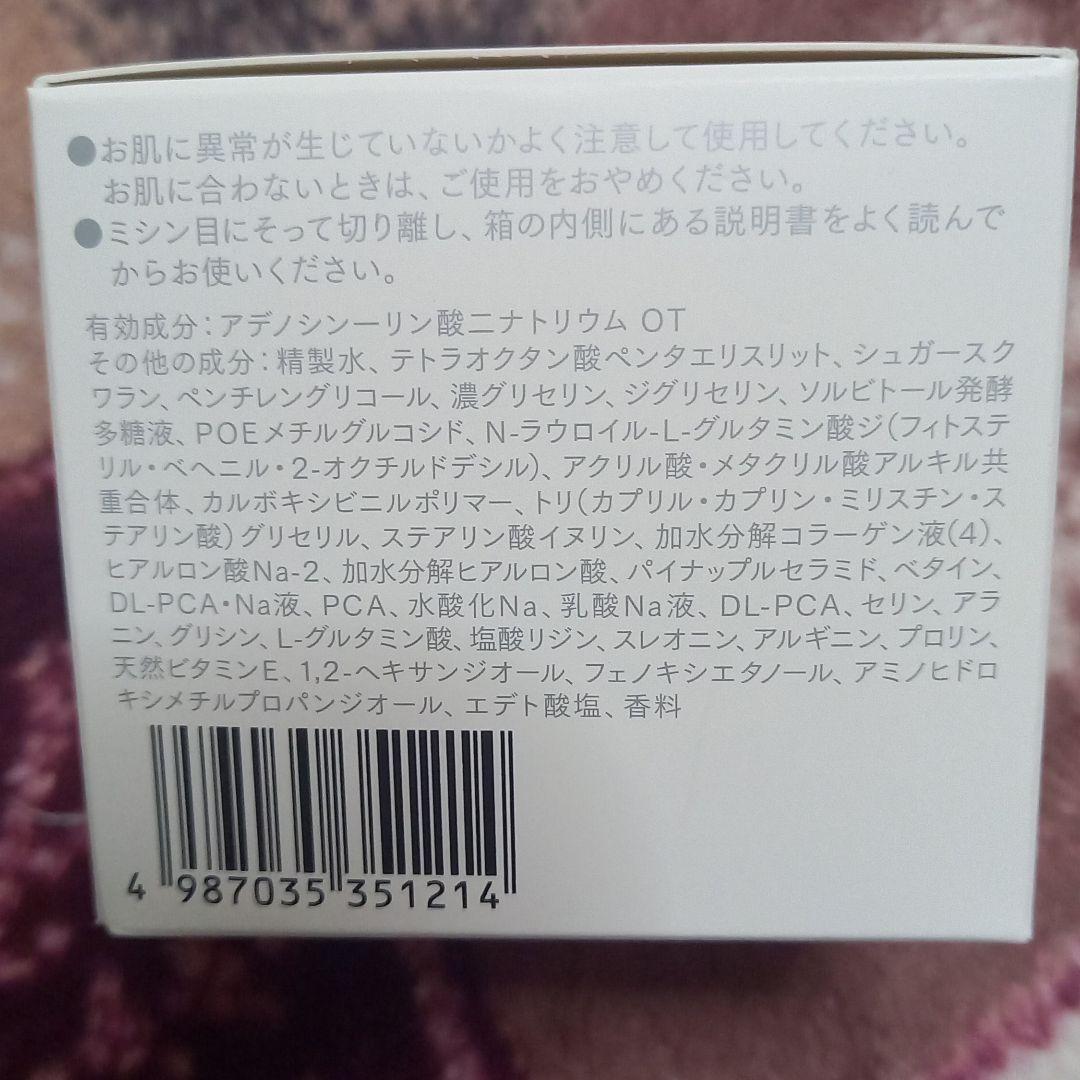 ●お肌に異常が生じていないかよく注意して使用してください。
お肌に合わないときは、ご使用をおやめください。
●ミシン目にそって切り離し、箱の内側にある説明書をよく読んで
からお使いください。
有効成分：アデノシン一リン酸二ナトリウム OT
その他の成分：精製水、テトラオクタン酸ペンタエリスリット、シュガースク
ワラン、ペンチレングリコール、濃グリセリン、ジグリセリン、ソルビトール発酵
多糖液、POEメチルグルコシド、N-ラウロイル-L-グルタミン酸ジ(フィトステ
リル・ベヘニル・2-オクチルドデシル)、アクリル酸・メタクリル酸アルキル共
重合体、カルボキシビニルポリマー、トリ(カプリル・カプリン・ミリスチン・ス
テアリン酸)グリセリル、ステアリン酸イヌリン、加水分解コラーゲン液(4)、
ヒアルロン酸Na-2、加水分解ヒアルロン酸、パイナップルセラミド、ベタイン、
DL-PCA・Na液、PCA、水酸化Na、乳酸Na液、DL-PCA、セリン、アラ
ニン、グリシン、L-グルタミン酸、塩酸リジン、スレオニン、アルギニン、プロリン、
天然ビタミンE、1,2-ヘキサンジオール、フェノキシエタノール、アミノヒドロ
キシメチルプロパンジオール、エデト酸塩、香料
4 987035 351214